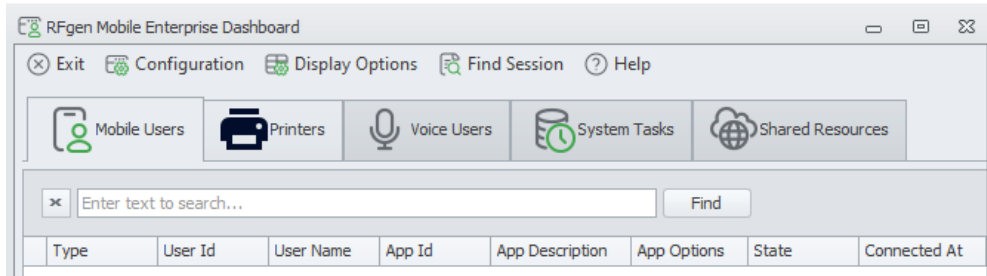 RFgen Mobile Enterprise Dashboard
Exit Configuration Display Options Find Session Help
Mobile Users Printers Voice Users System Tasks Shared Resources
Enter text to search... Find
Type User Id User Name App Id App Description App Options State Connected At